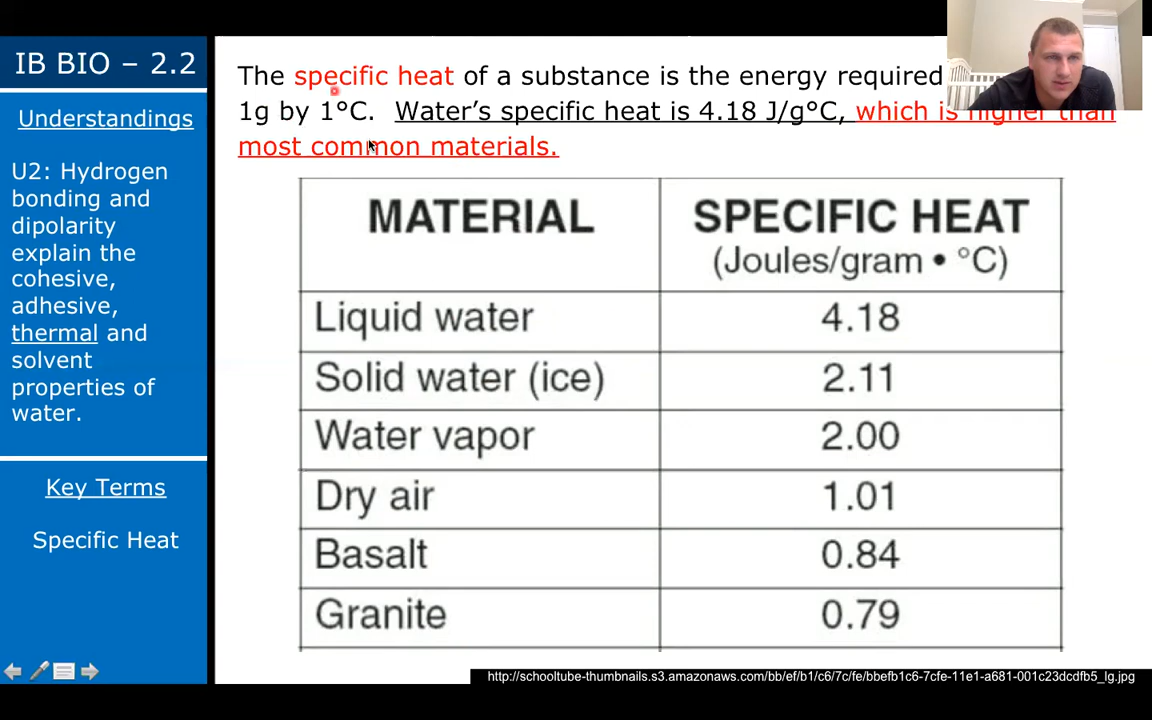 IB BIO – 2.2
Understandings
U2: Hydrogen
bonding and
dipolarity
explain the
cohesive,
adhesive,
thermal and
solvent
properties of
water.
Key Terms
Specific Heat
The specific heat of a substance is the energy required
1g by 1°C. Water's specific heat is 4.18 J/g°C, which is higher than
most common materials.
MATERIAL SPECIFIC HEAT
(Joules/gram • °C)
Liquid water 4.18
Solid water (ice) 2.11
Water vapor 2.00
Dry air 1.01
Basalt 0.84
Granite 0.79
http://schooltube-thumbnails.s3.amazonaws.com/bb/ef/b1/c6/7c/fe/bbefb1c6-7cfe-11e1-a681-001c23dcdfb5_lg.jpg